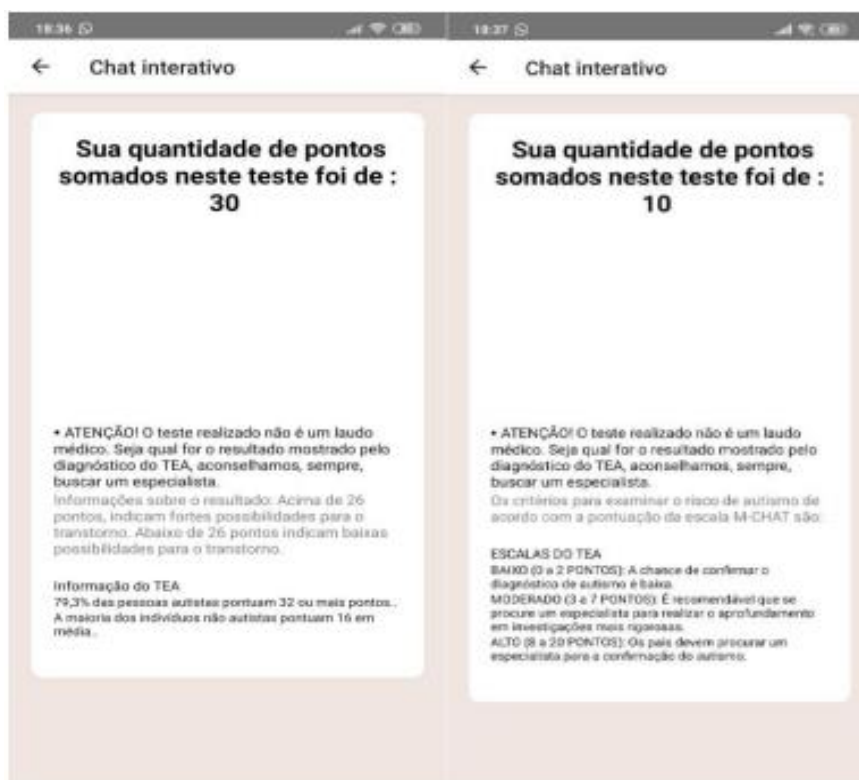 18:36
Chat interativo
Sua quantidade de pontos
somados neste teste foi de :
30
• ATENÇÃO! O teste realizado não é um laudo
médico. Seja qual for o resultado mostrado pelo
diagnóstico do TEA, aconselhamos, sempre,
buscar um especialista.
Informações sobre o resultado: Acima de 26
pontos, indicam fortes possibilidades para o
transtorno. Abaixo de 26 pontos indicam baixas
possibilidades para o transtorno.
Informação do TEA
79,3% das pessoas autistas pontuam 32 ou mais pontos..
A maioria dos indivíduos não autistas pontuam 16 em
média..
18:37
Chat interativo
Sua quantidade de pontos
somados neste teste foi de :
10
• ATENÇÃO! O teste realizado não é um laudo
médico. Seja qual for o resultado mostrado pelo
diagnóstico do TEA, aconselhamos, sempre,
buscar um especialista.
Os critérios para examinar o risco de autismo de
acordo com a pontuação da escala M-CHAT são:
ESCALAS DO TEA
BAIXO (0 a 2 PONTOS): A chance de confirmar o
diagnóstico de autismo é baixa.
MODERADO (3 a 7 PONTOS): É recomendável que se
procure um especialista para realizar o aprofundamento
em investigações mais rigorosas.
ALTO (8 a 20 PONTOS): Os pais devem procurar um
especialista para a confirmação do autismo.